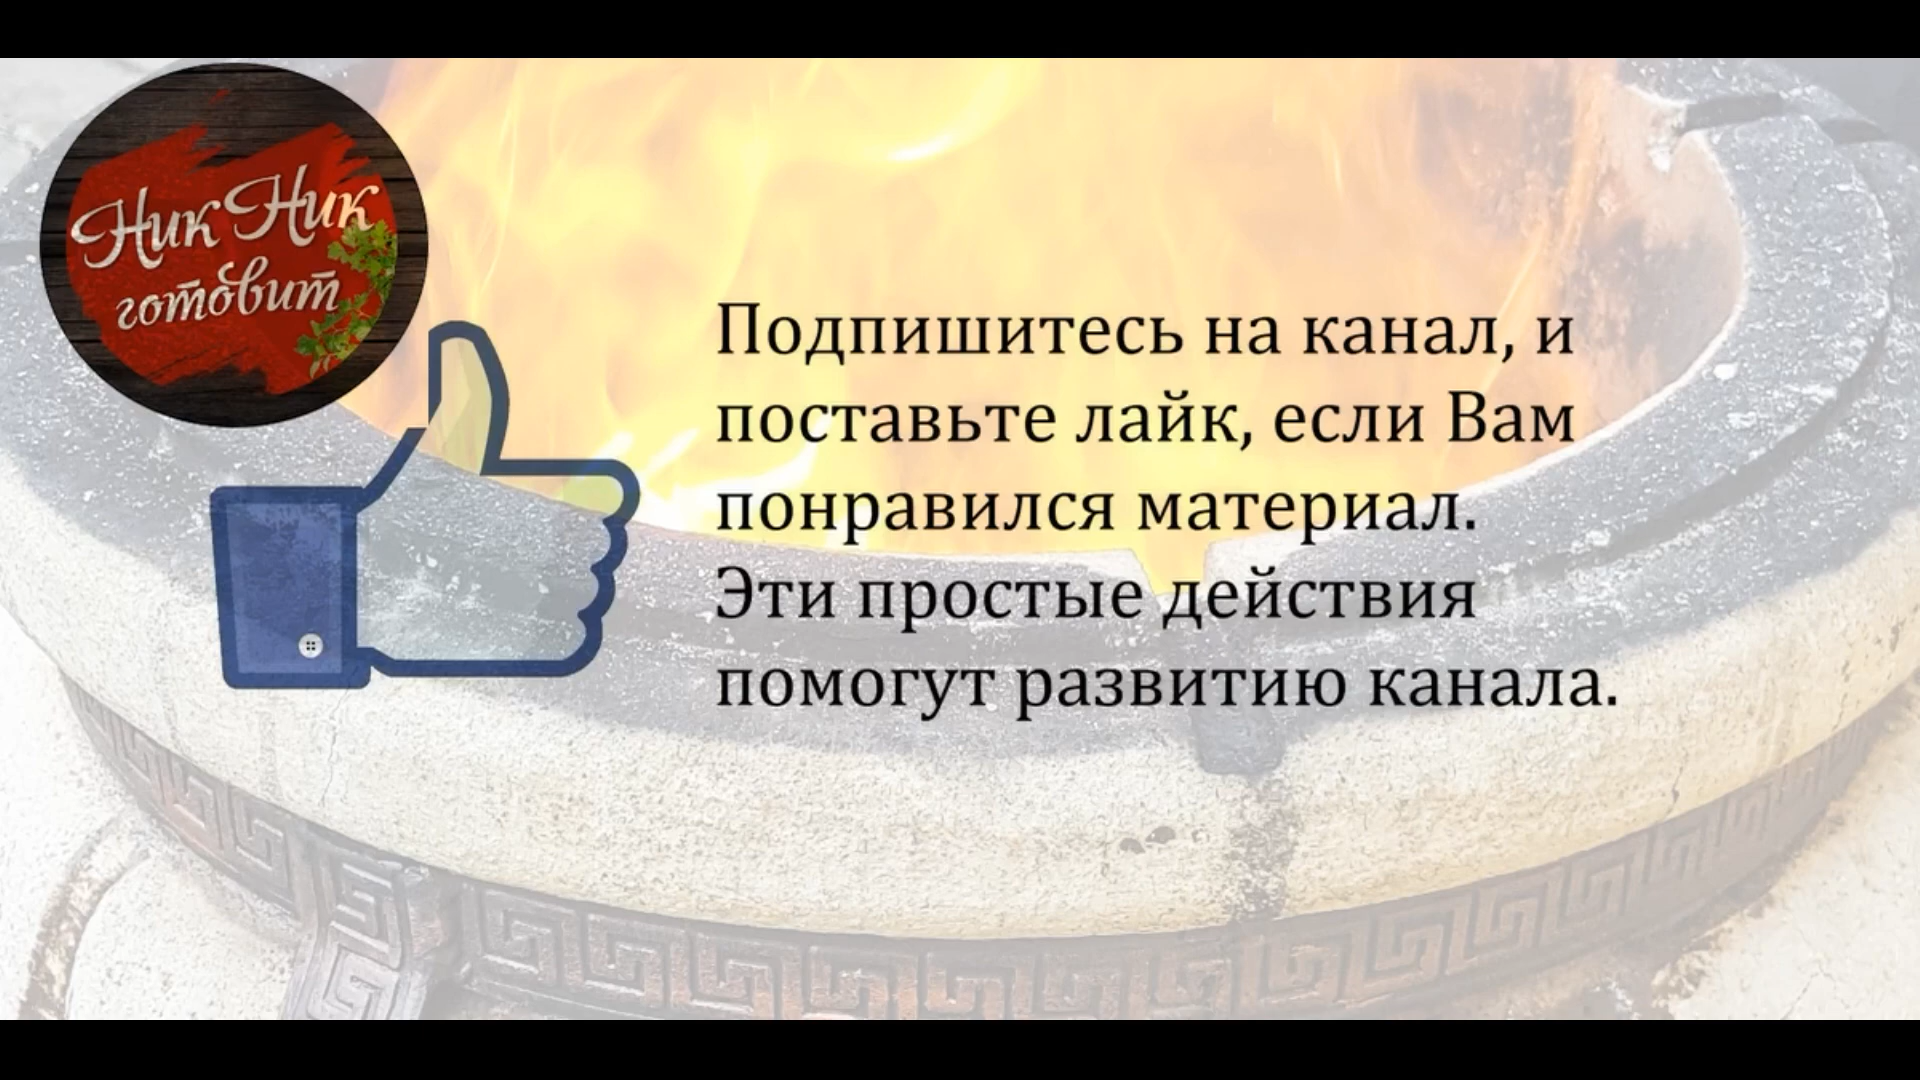 Ник Ник
готовит
Подпишитесь на канал, и
поставьте лайк, если Вам
понравился материал.
Эти простые действия
помогут развитию канала.